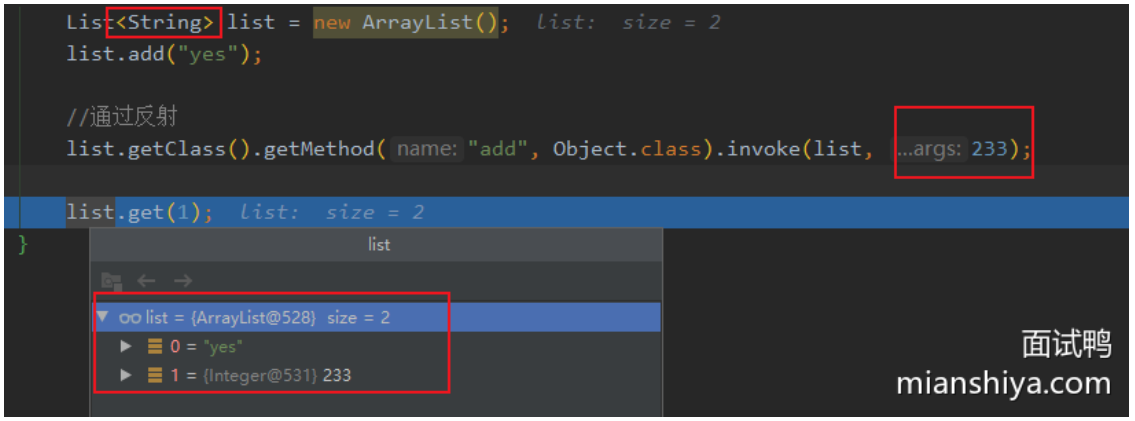 List<String> list = new ArrayList(); list: size = 2
list.add("yes");
//通过反射
list.getClass().getMethod( name: "add", Object.class).invoke(list, ...args: 233);
list.get(1); list: size = 2
}
list
list = {ArrayList@528} size = 2
0 = "yes"
1 = {Integer@531} 233
面试鸭
mianshiya.com